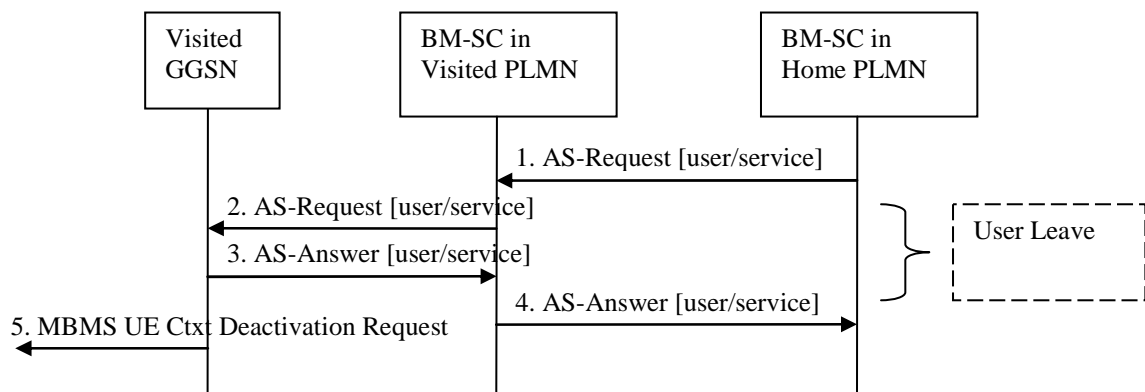 Visited
GGSN
BM-SC in
Visited PLMN
BM-SC in
Home PLMN
1. AS-Request [user/service]
2. AS-Request [user/service]
User Leave
3. AS-Answer [user/service]
4. AS-Answer [user/service]
5. MBMS UE Ctxt Deactivation Request